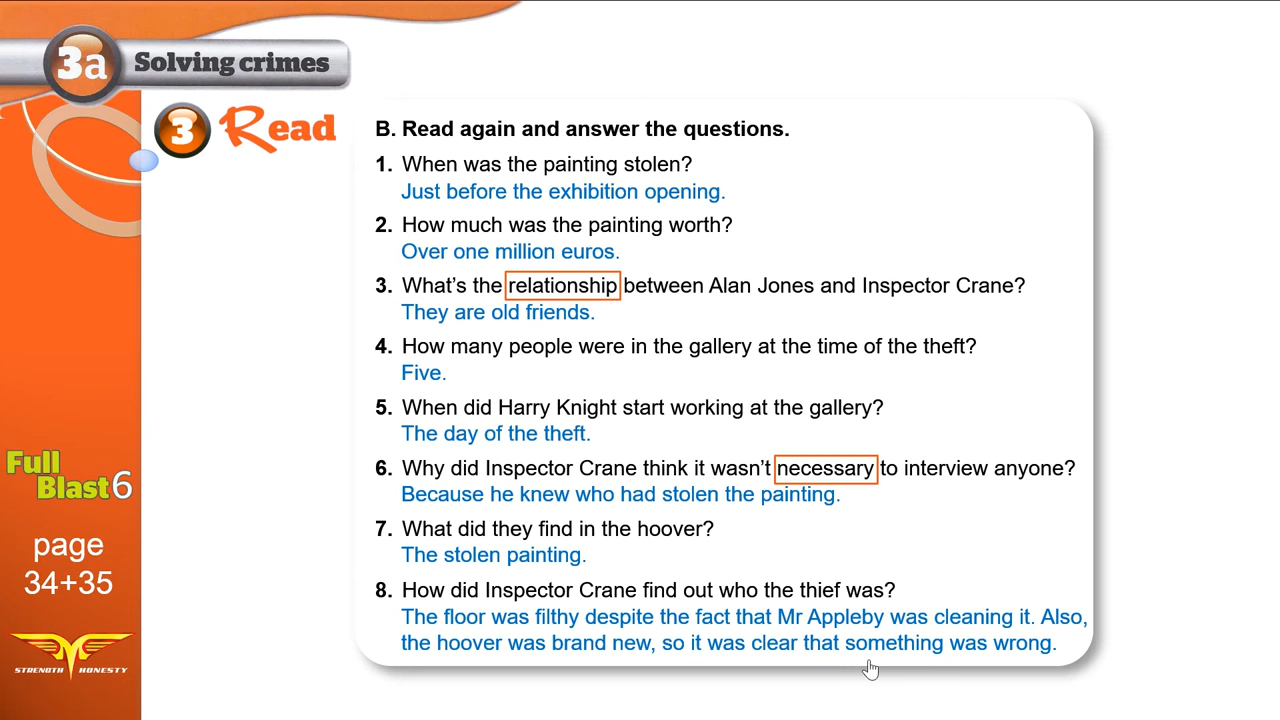 3a Solving crimes
3 Read
B. Read again and answer the questions.
1. When was the painting stolen?
Just before the exhibition opening.
2. How much was the painting worth?
Over one million euros.
3. What's the relationship between Alan Jones and Inspector Crane?
They are old friends.
4. How many people were in the gallery at the time of the theft?
Five.
5. When did Harry Knight start working at the gallery?
The day of the theft.
6. Why did Inspector Crane think it wasn't necessary to interview anyone?
Because he knew who had stolen the painting.
7. What did they find in the hoover?
The stolen painting.
8. How did Inspector Crane find out who the thief was?
The floor was filthy despite the fact that Mr Appleby was cleaning it. Also,
the hoover was brand new, so it was clear that something was wrong.
Full
Blast 6
page
34+35
STRENGTH HONESTY